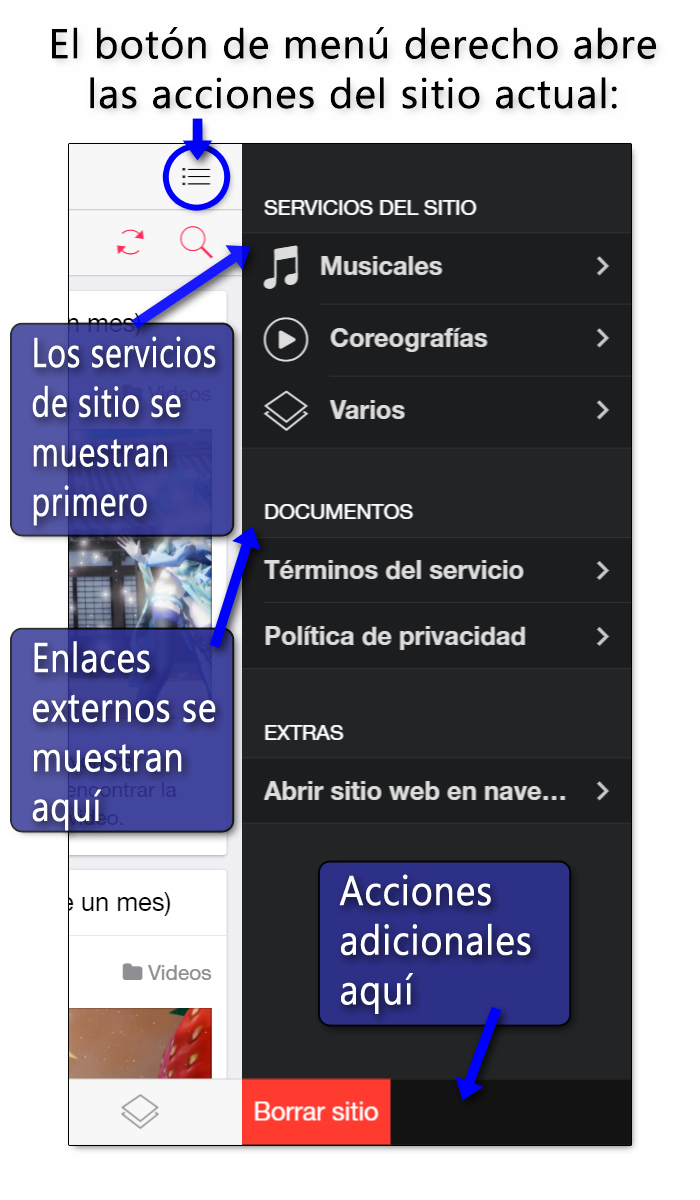 El botón de menú derecho abre
las acciones del sitio actual:
SERVICIOS DEL SITIO
Musicales
Coreografías
Varios
n mes)
Los servicios
de sitio se
muestran
primero
Videos
DOCUMENTOS
Términos del servicio
Política de privacidad
Enlaces
externos se
muestran
aquí
encontrar la
video.
EXTRAS
Abrir sitio web en nave...
e un mes)
Videos
Acciones
adicionales
aquí
Borrar sitio